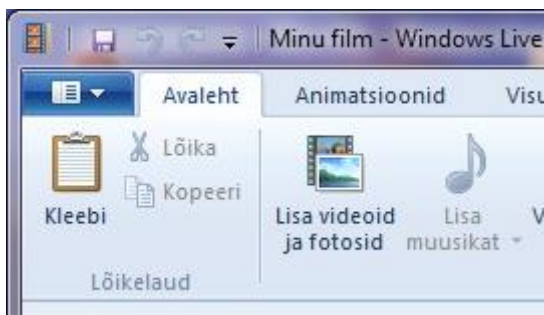 Minu film - Windows Live
Avaleht Animatsioonid Visu
Kleebi
Lõika
Kopeeri
Lõikelaud
Lisa videoid
ja fotosid
Lisa
muusikat
V